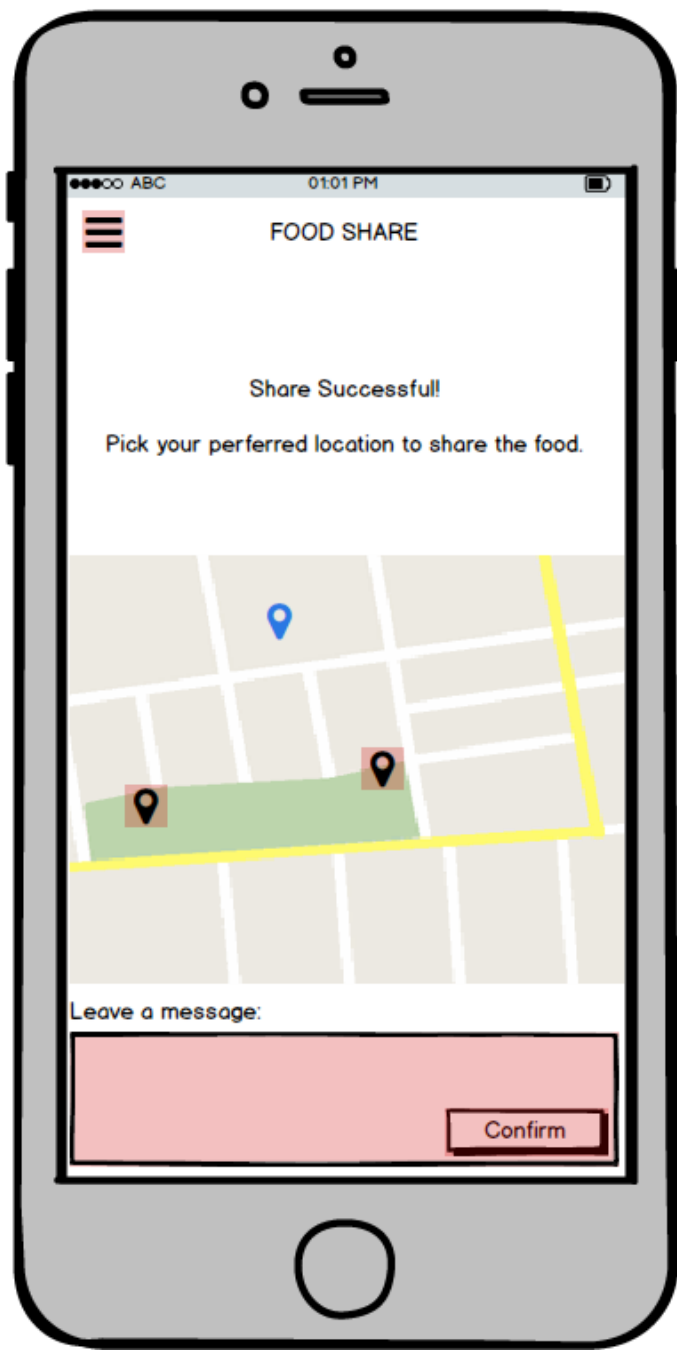 ABC 01:01 PM
FOOD SHARE
Share Successful!
Pick your perferred location to share the food.
Leave a message:
Confirm